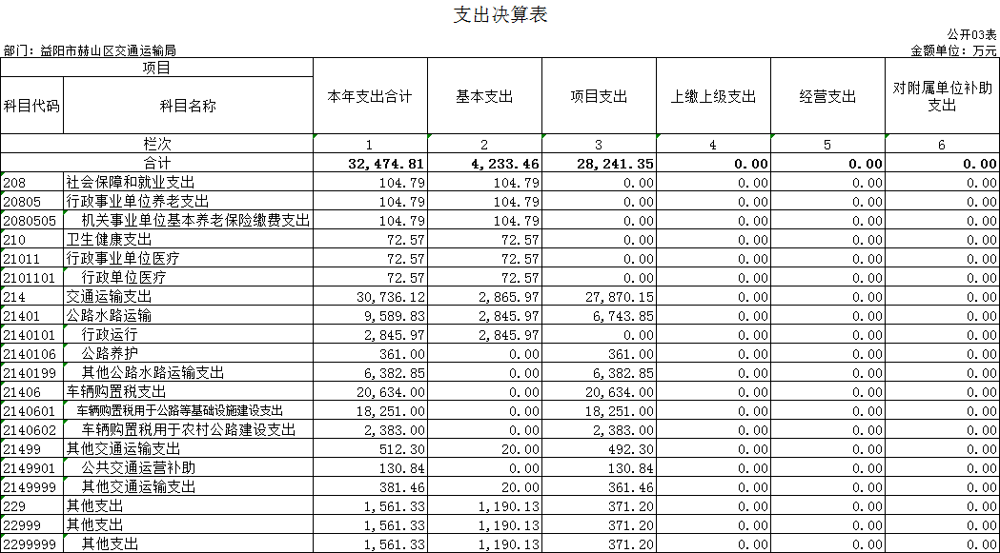 支出决算表
公开03表
部门：益阳市赫山区交通运输局 金额单位：万元
项目 本年支出合计 基本支出 项目支出 上缴上级支出 经营支出 对附属单位补助支出
科目代码 科目名称
栏次 1 2 3 4 5 6
合计 32,474.81 4,233.46 28,241.35 0.00 0.00 0.00
208 社会保障和就业支出 104.79 104.79 0.00 0.00 0.00 0.00
20805 行政事业单位养老支出 104.79 104.79 0.00 0.00 0.00 0.00
2080505 机关事业单位基本养老保险缴费支出 104.79 104.79 0.00 0.00 0.00 0.00
210 卫生健康支出 72.57 72.57 0.00 0.00 0.00 0.00
21011 行政事业单位医疗 72.57 72.57 0.00 0.00 0.00 0.00
2101101 行政单位医疗 72.57 72.57 0.00 0.00 0.00 0.00
214 交通运输支出 30,736.12 2,865.97 27,870.15 0.00 0.00 0.00
21401 公路水路运输 9,589.83 2,845.97 6,743.85 0.00 0.00 0.00
2140101 行政运行 2,845.97 2,845.97 0.00 0.00 0.00 0.00
2140106 公路养护 361.00 0.00 361.00 0.00 0.00 0.00
2140199 其他公路水路运输支出 6,382.85 0.00 6,382.85 0.00 0.00 0.00
21406 车辆购置税支出 20,634.00 0.00 20,634.00 0.00 0.00 0.00
2140601 车辆购置税用于公路等基础设施建设支出 18,251.00 0.00 18,251.00 0.00 0.00 0.00
2140602 车辆购置税用于农村公路建设支出 2,383.00 0.00 2,383.00 0.00 0.00 0.00
21499 其他交通运输支出 512.30 20.00 492.30 0.00 0.00 0.00
2149901 公共交通运营补助 130.84 0.00 130.84 0.00 0.00 0.00
2149999 其他交通运输支出 381.46 20.00 361.46 0.00 0.00 0.00
229 其他支出 1,561.33 1,190.13 371.20 0.00 0.00 0.00
22999 其他支出 1,561.33 1,190.13 371.20 0.00 0.00 0.00
2299999 其他支出 1,561.33 1,190.13 371.20 0.00 0.00 0.00